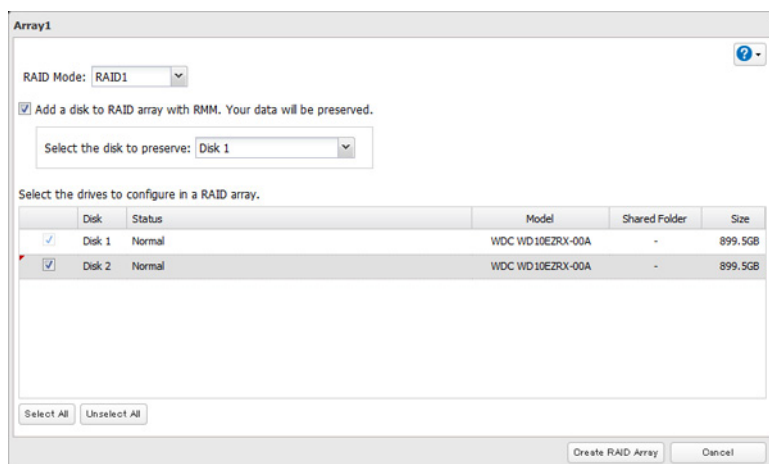 Array1
?
RAID Mode: RAID1
Add a disk to RAID array with RMM. Your data will be preserved.
Select the disk to preserve: Disk 1
Select the drives to configure in a RAID array.
Disk Status Model Shared Folder Size
Disk 1 Normal WDC WD10EZRX-00A - 899.5GB
Disk 2 Normal WDC WD10EZRX-00A - 899.5GB
Select All Unselect All
Create RAID Array Cancel